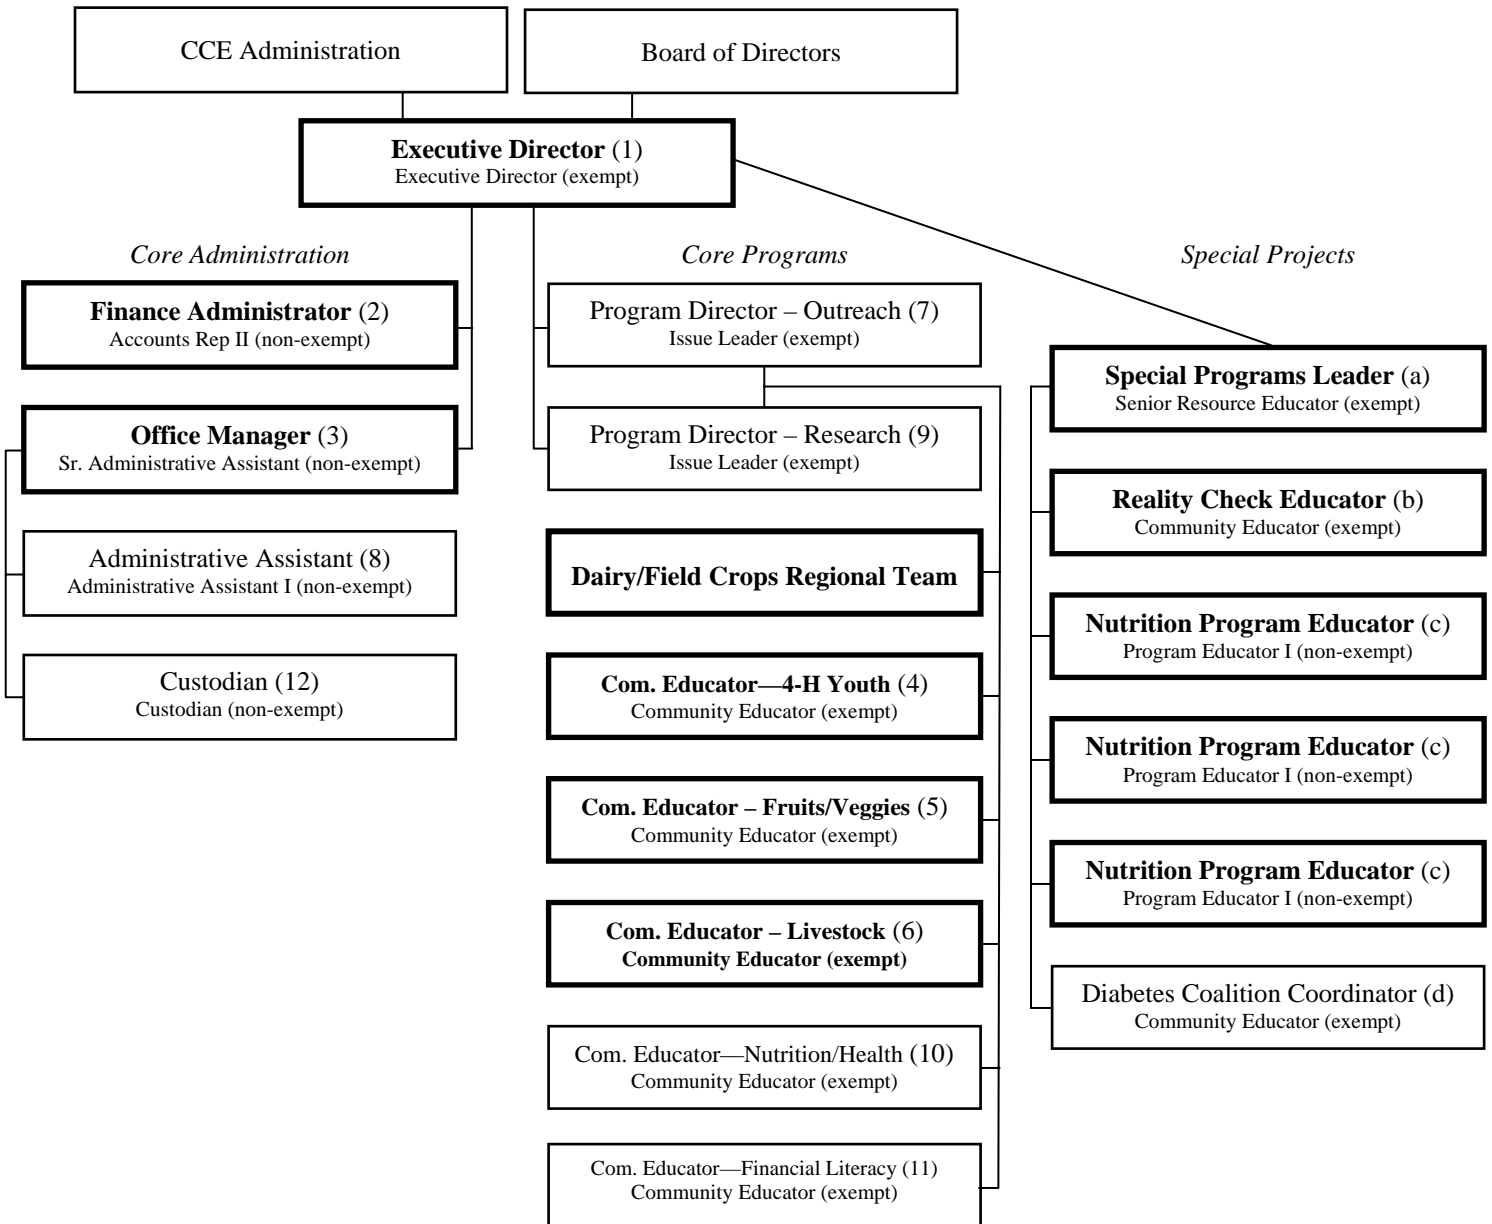 CCE Administration
Board of Directors
Executive Director (1)
Executive Director (exempt)
Core Administration
Core Programs
Special Projects
Finance Administrator (2)
Accounts Rep II (non-exempt)
Office Manager (3)
Sr. Administrative Assistant (non-exempt)
Administrative Assistant (8)
Administrative Assistant I (non-exempt)
Custodian (12)
Custodian (non-exempt)
Program Director – Outreach (7)
Issue Leader (exempt)
Program Director – Research (9)
Issue Leader (exempt)
Dairy/Field Crops Regional Team
Com. Educator—4-H Youth (4)
Community Educator (exempt)
Com. Educator – Fruits/Veggies (5)
Community Educator (exempt)
Com. Educator – Livestock (6)
Community Educator (exempt)
Com. Educator—Nutrition/Health (10)
Community Educator (exempt)
Com. Educator—Financial Literacy (11)
Community Educator (exempt)
Special Programs Leader (a)
Senior Resource Educator (exempt)
Reality Check Educator (b)
Community Educator (exempt)
Nutrition Program Educator (c)
Program Educator I (non-exempt)
Nutrition Program Educator (c)
Program Educator I (non-exempt)
Nutrition Program Educator (c)
Program Educator I (non-exempt)
Diabetes Coalition Coordinator (d)
Community Educator (exempt)